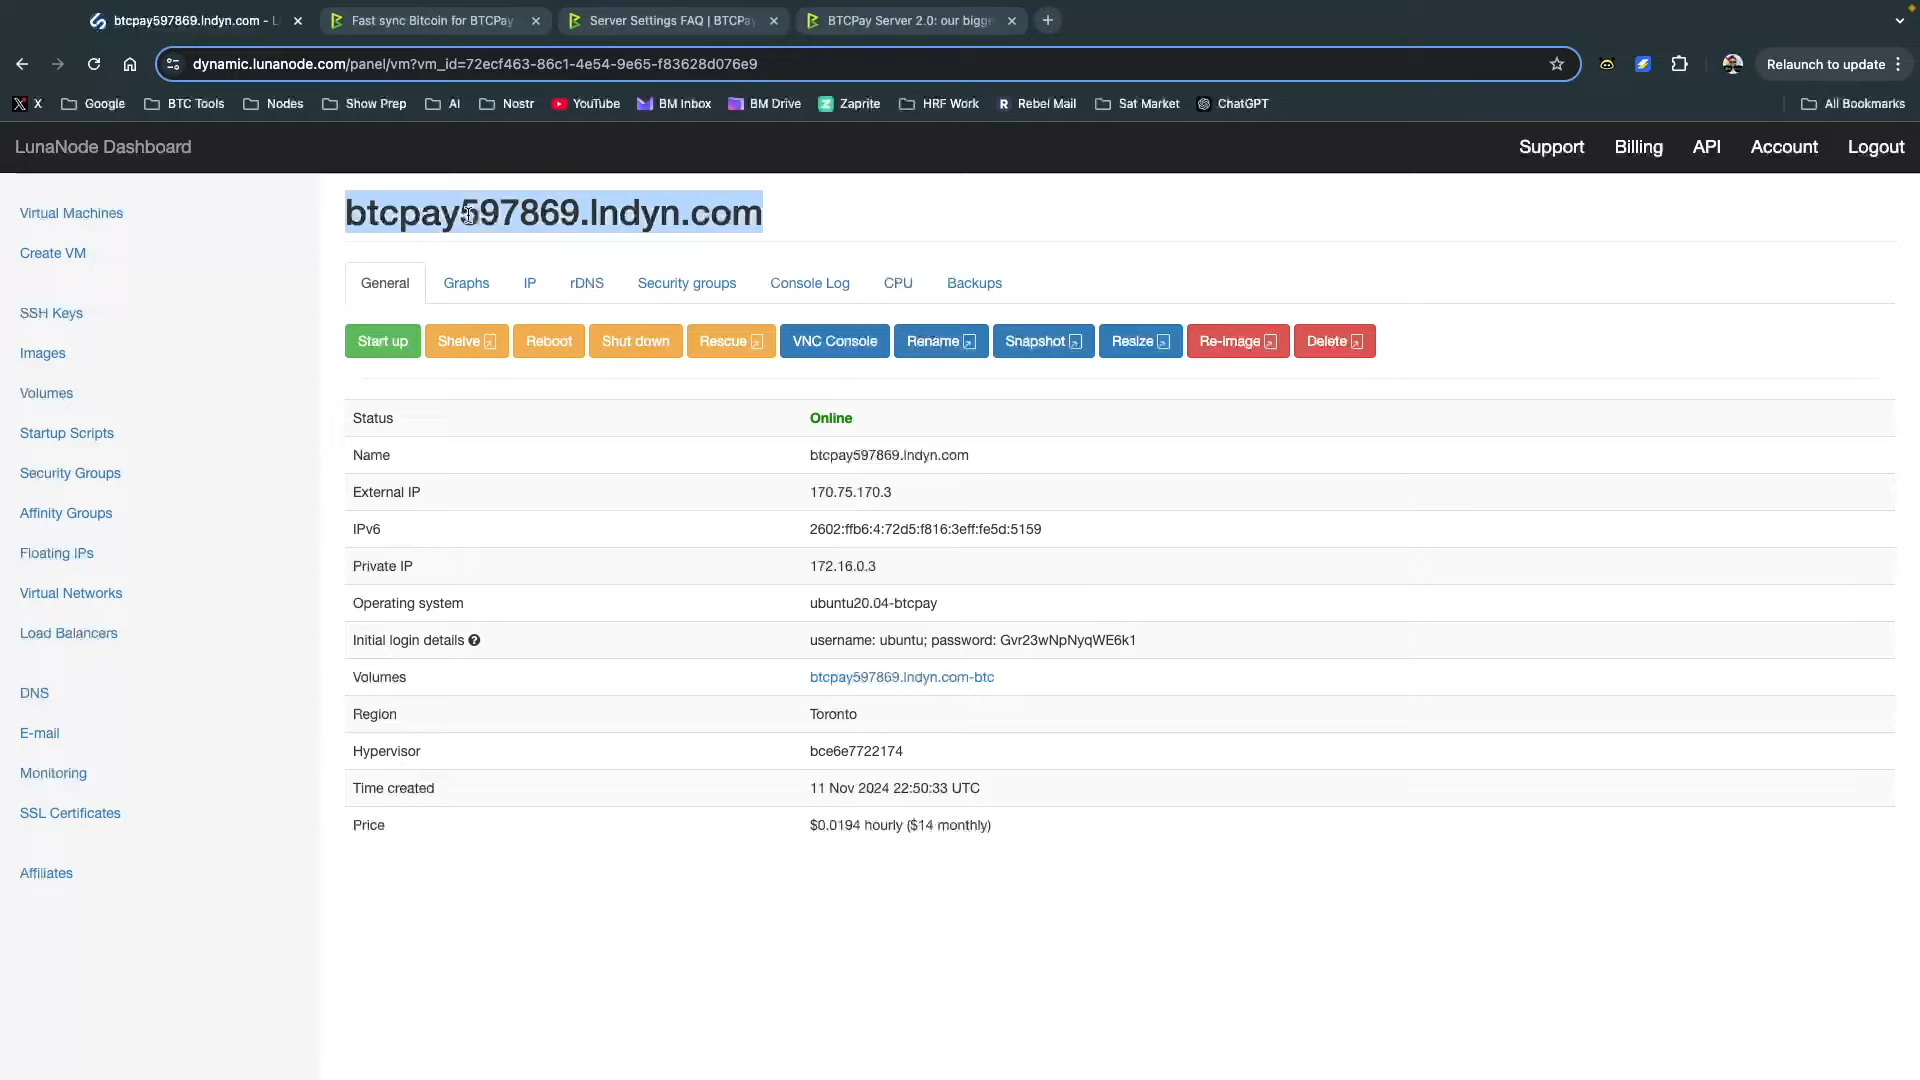 btcpay597869.lndyn.com - L
Fast sync Bitcoin for BTCPay
Server Settings FAQ | BTCPa
BTCPay Server 2.0: our bigge
dynamic.lunanode.com/panel/vm?vm_id=72ecf463-86c1-4e54-9e65-f83628d076e9
Relaunch to update
X
Google
BTC Tools
Nodes
Show Prep
AI
Nostr
YouTube
BM Inbox
BM Drive
Zaprite
HRF Work
Rebel Mail
Sat Market
ChatGPT
All Bookmarks
LunaNode Dashboard
Support
Billing
API
Account
Logout
Virtual Machines
Create VM
SSH Keys
Images
Volumes
Startup Scripts
Security Groups
Affinity Groups
Floating IPs
Virtual Networks
Load Balancers
DNS
E-mail
Monitoring
SSL Certificates
Affiliates
btcpay597869.lndyn.com
General
Graphs
IP
rDNS
Security groups
Console Log
CPU
Backups
Start up
Shelve
Reboot
Shut down
Rescue
VNC Console
Rename
Snapshot
Resize
Re-image
Delete
Status Online
Name btcpay597869.lndyn.com
External IP 170.75.170.3
IPv6 2602:ffb6:4:72d5:f816:3eff:fe5d:5159
Private IP 172.16.0.3
Operating system ubuntu20.04-btcpay
Initial login details username: ubuntu; password: Gvr23wNpNyqWE6k1
Volumes btcpay597869.lndyn.com-btc
Region Toronto
Hypervisor bce6e7722174
Time created 11 Nov 2024 22:50:33 UTC
Price $0.0194 hourly ($14 monthly)